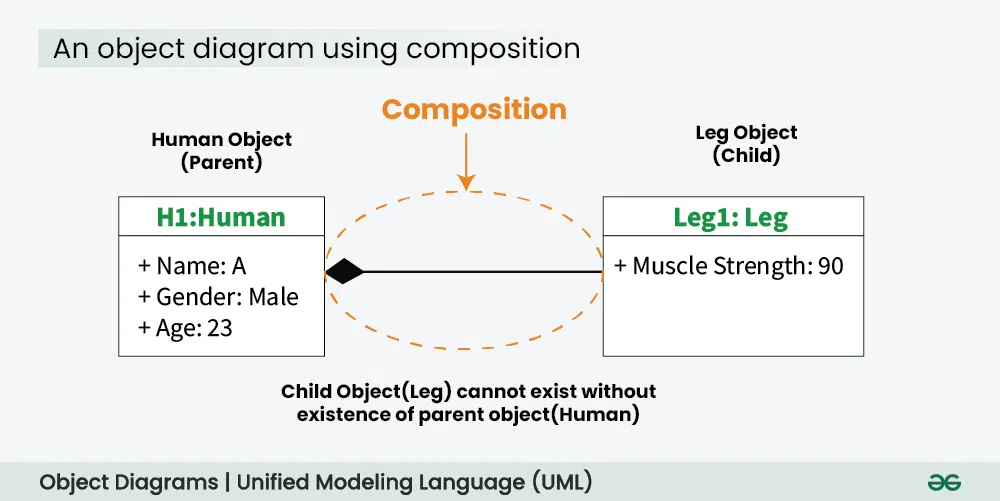 An object diagram using composition
Composition
Human Object
(Parent)
Leg Object
(Child)
H1:Human
+ Name: A
+ Gender: Male
+ Age: 23
Leg1: Leg
+ Muscle Strength: 90
Child Object(Leg) cannot exist without
existence of parent object(Human)
Object Diagrams | Unified Modeling Language (UML)